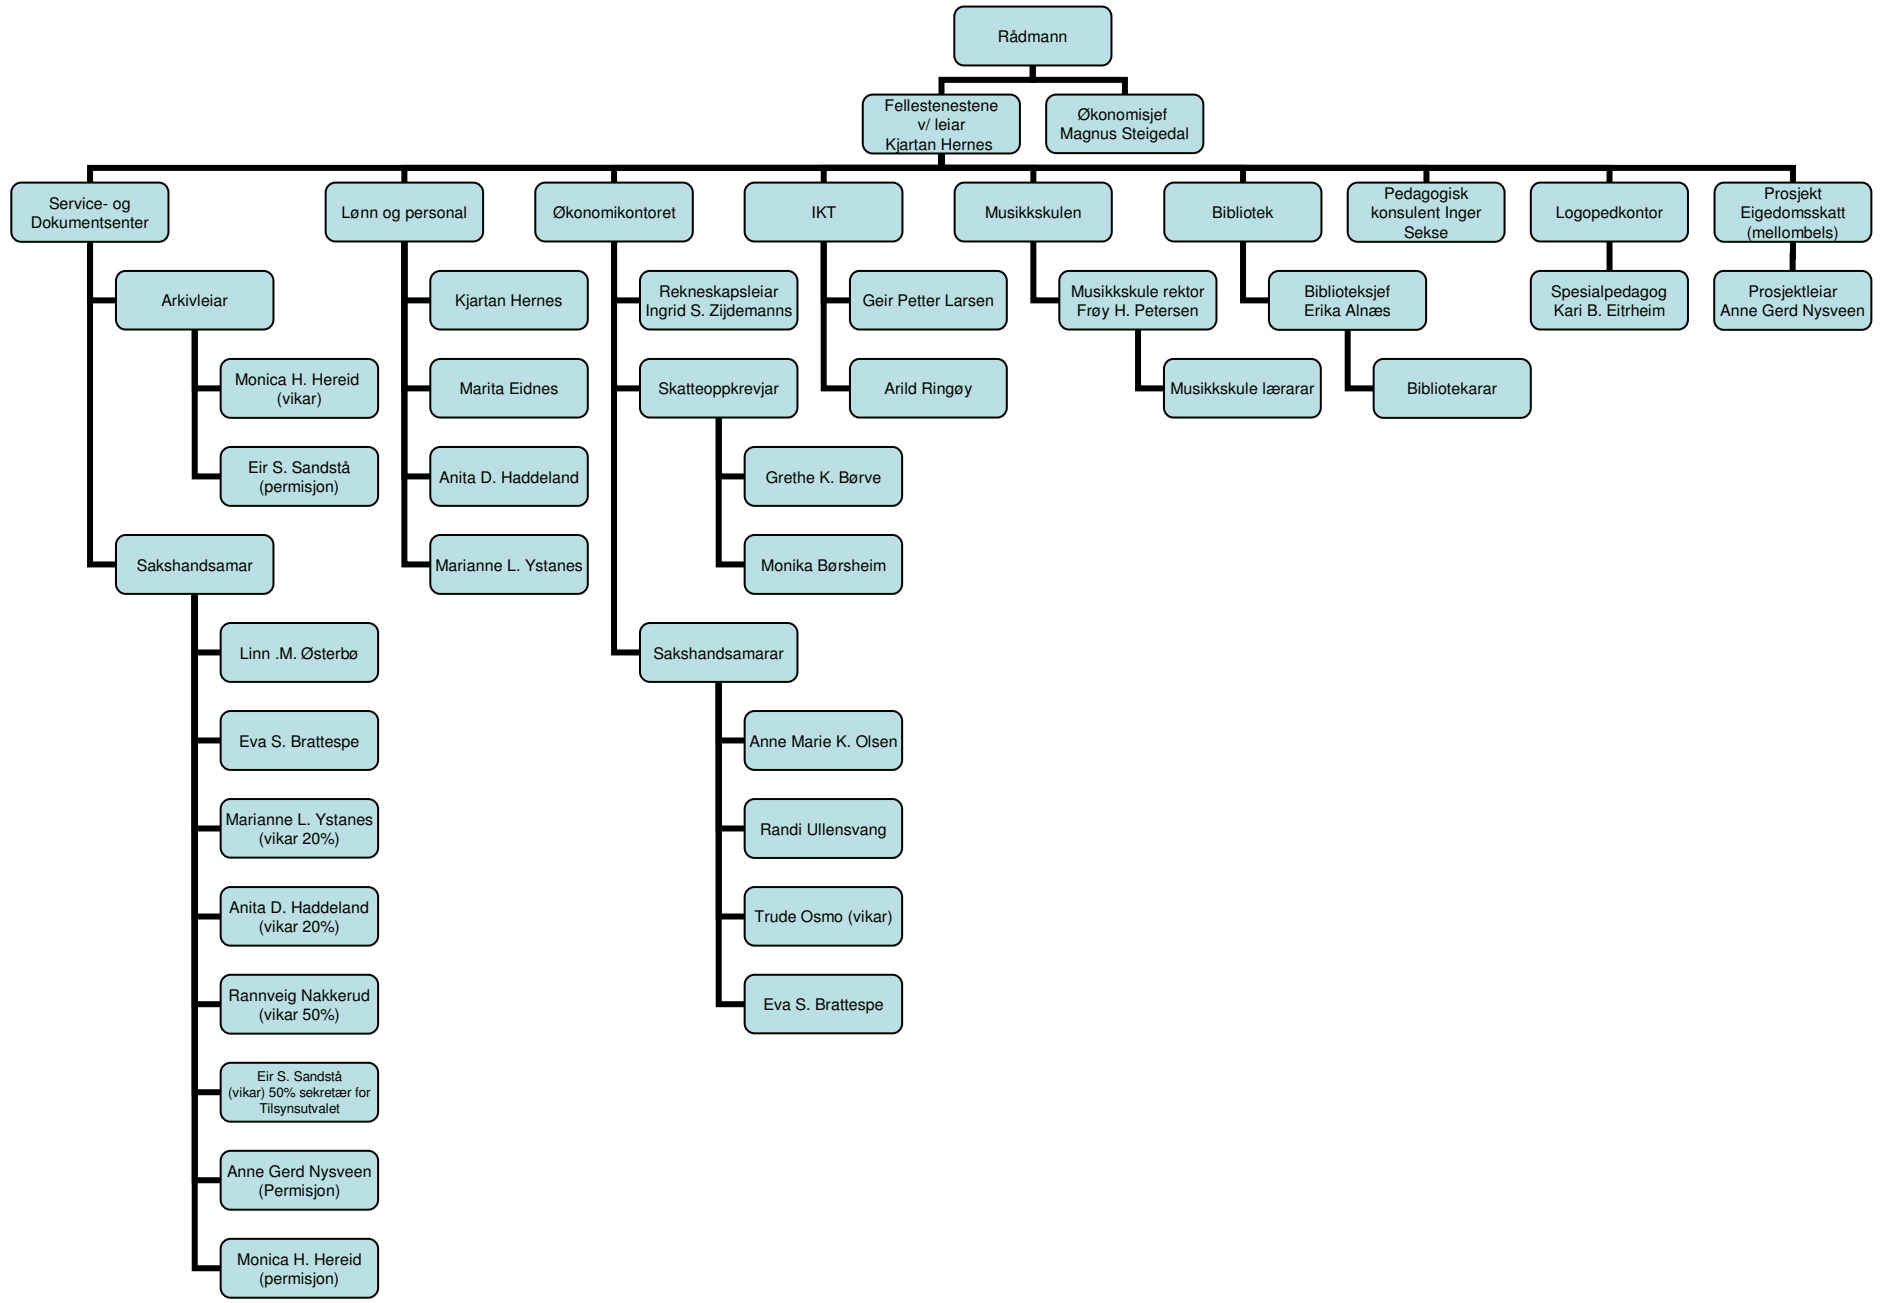 Rådmann
Fellestenestene
v/ leiar
Kjartan Hernes
Økonomisjef
Magnus Steigedal
Service- og
Dokumentsenter
Lønn og personal
Økonomikontoret
IKT
Musikkskulen
Bibliotek
Pedagogisk
konsulent Inger
Sekse
Logopedkontor
Prosjekt
Eigedomsskatt
(mellombels)
Arkivleiar
Monica H. Hereid
(vikar)
Eir S. Sandstå
(permisjon)
Sakshandsamar
Linn .M. Østerbø
Eva S. Brattespe
Marianne L. Ystanes
(vikar 20%)
Anita D. Haddeland
(vikar 20%)
Rannveig Nakkerud
(vikar 50%)
Eir S. Sandstå
(vikar) 50% sekretær for
Tilsynsutvalet
Anne Gerd Nysveen
(Permisjon)
Monica H. Hereid
(permisjon)
Kjartan Hernes
Marita Eidnes
Anita D. Haddeland
Marianne L. Ystanes
Rekneskapsleiar
Ingrid S. Zijdemanns
Skatteoppkrevjar
Grethe K. Børve
Monika Børsheim
Sakshandsamarar
Anne Marie K. Olsen
Randi Ullensvang
Trude Osmo (vikar)
Eva S. Brattespe
Geir Petter Larsen
Arild Ringøy
Musikkskule rektor
Frøy H. Petersen
Musikkskule lærarar
Biblioteksjef
Erika Alnæs
Bibliotekarar
Spesialpedagog
Kari B. Eitrheim
Prosjektleiar
Anne Gerd Nysveen